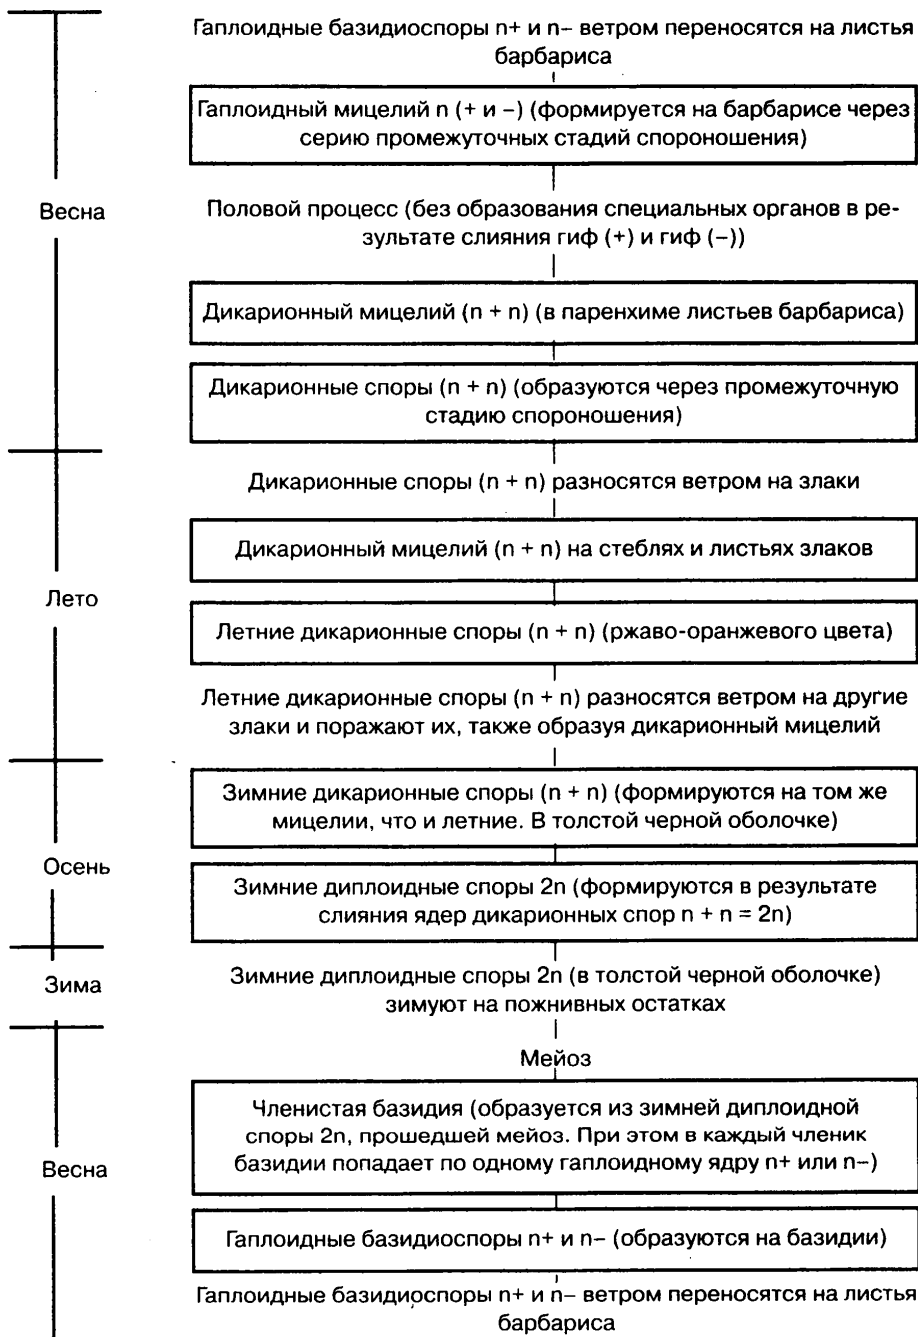 Гаплоидные базидиоспоры n+ и n– ветром переносятся на листья
барбариса
Гаплоидный мицелий n (+ и –) (формируется на барбарисе через
серию промежуточных стадий спороношения)
Весна
Половой процесс (без образования специальных органов в ре-
зультате слияния гиф (+) и гиф (–))
Дикарионный мицелий (n + n) (в паренхиме листьев барбариса)
Дикарионные споры (n + n) (образуются через промежуточную
стадию спороношения)
Дикарионные споры (n + n) разносятся ветром на злаки
Дикарионный мицелий (n + n) на стеблях и листьях злаков
Лето
Летние дикарионные споры (n + n) (ржаво-оранжевого цвета)
Летние дикарионные споры (n + n) разносятся ветром на другие
злаки и поражают их, также образуя дикарионный мицелий
Зимние дикарионные споры (n + n) (формируются на том же
мицелии, что и летние. В толстой черной оболочке)
Осень
Зимние диплоидные споры 2n (формируются в результате
слияния ядер дикарионных спор n + n = 2n)
Зима
Зимние диплоидные споры 2n (в толстой черной оболочке)
зимуют на пожнивных остатках
Мейоз
Членистая базидия (образуется из зимней диплоидной
споры 2n, прошедшей мейоз. При этом в каждый членик
базидии попадает по одному гаплоидному ядру n+ или n–)
Весна
Гаплоидные базидиоспоры n+ и n– (образуются на базидии)
Гаплоидные базидиоспоры n+ и n– ветром переносятся на листья
барбариса